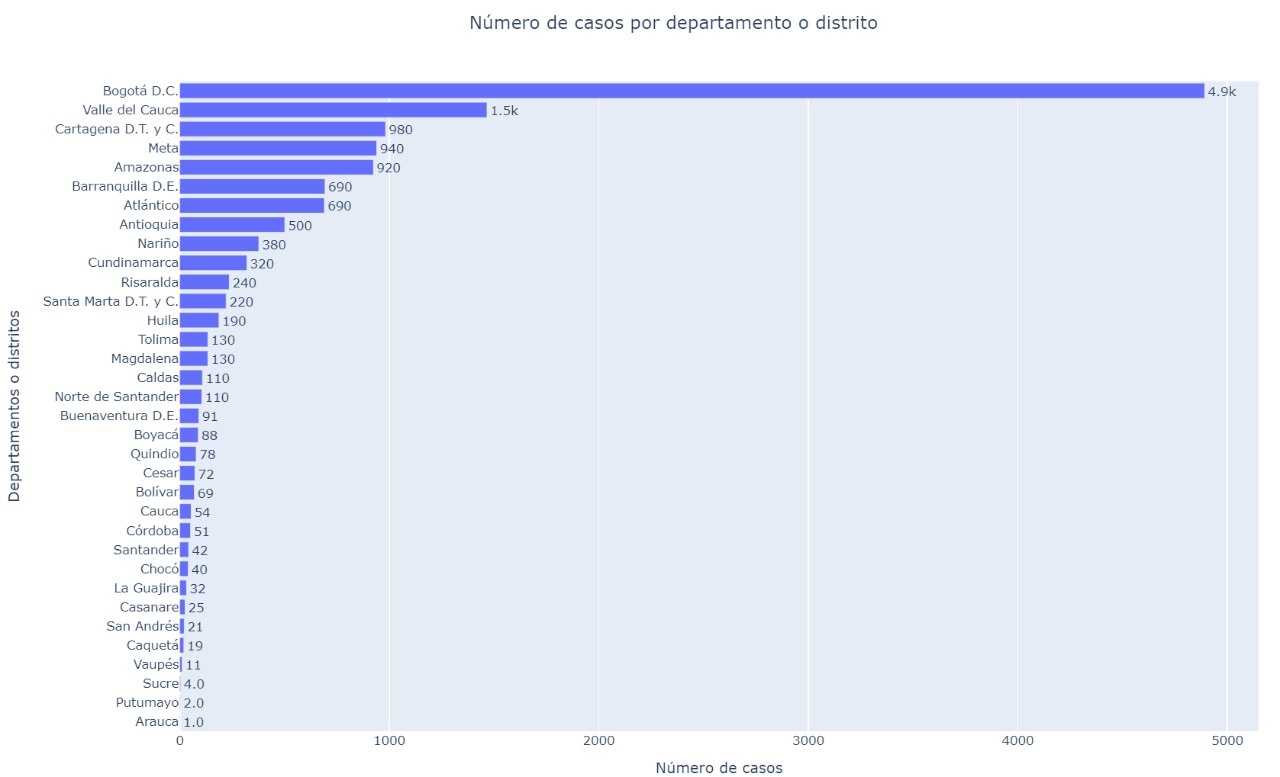 Número de casos por departamento o distrito
Bogotá D.C. 4.9k
Valle del Cauca 1.5k
Cartagena D.T. y C. 980
Meta 940
Amazonas 920
Barranquilla D.E. 690
Atlántico 690
Antioquia 500
Nariño 380
Cundinamarca 320
Risaralda 240
Santa Marta D.T. y C. 220
Huila 190
Tolima 130
Magdalena 130
Caldas 110
Norte de Santander 110
Buenaventura D.E. 91
Boyacá 88
Quindio 78
Cesar 72
Bolívar 69
Cauca 54
Córdoba 51
Santander 42
Chocó 40
La Guajira 32
Casanare 25
San Andrés 21
Caquetá 19
Vaupés 11
Sucre 4.0
Putumayo 2.0
Arauca 1.0
0 1000 2000 3000 4000 5000
Número de casos
Departamentos o distritos